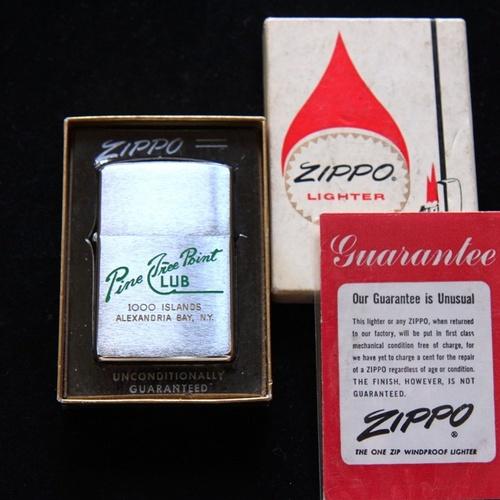 ZIPPO
Pine Tree Point
CLUB
1000 ISLANDS
ALEXANDRIA BAY, N.Y.
UNCONDITIONALLY
GUARANTEED
ZIPPO®
LIGHTER
Guarantee
Our Guarantee is Unusual
This lighter or any ZIPPO, when returned
to our factory, will be put in first class
mechanical condition free of charge, for
we have yet to charge a cent for the repair
of a ZIPPO regardless of age or condition.
THE FINISH, HOWEVER, IS NOT
GUARANTEED.
ZIPPO®
THE ONE ZIP WINDPROOF LIGHTER